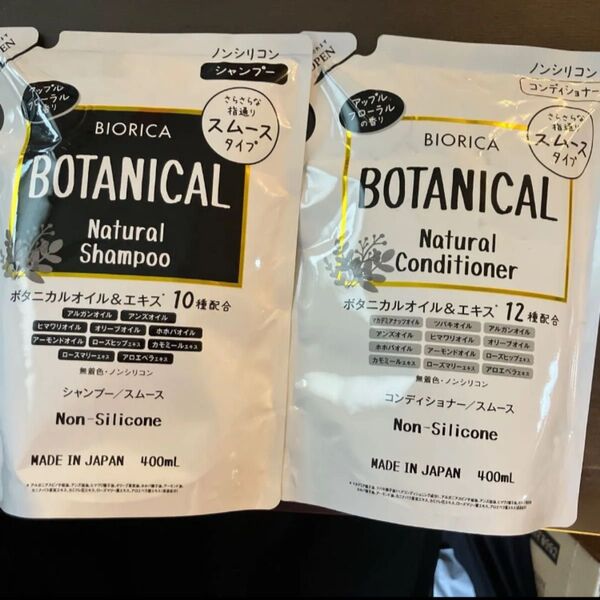 ノンシリコン
シャンプー
アップル
フローラル
の香り
さらさらな
指通り
スムース
タイプ
BIORICA
BOTANICAL
Natural
Shampoo
ボタニカルオイル&エキス* 10種配合
アルガンオイル アンズオイル
ヒマワリオイル オリーブオイル ホホバオイル
アーモンドオイル ローズヒップエキス カモミールエキス
ローズマリーエキス アロエベラエキス
無着色・ノンシリコン
シャンプー/スムース
Non-Silicone
MADE IN JAPAN 400mL
ノンシリコン
コンディショナー
アップル
フローラル
の香り
さらさらな
指通り
スムース
タイプ
BIORICA
BOTANICAL
Natural
Conditioner
ボタニカルオイル&エキス* 12種配合
マカデミアナッツオイル ツバキオイル アルガンオイル
アンズオイル ヒマワリオイル オリーブオイル
ホホバオイル アーモンドオイル ローズヒップエキス
カモミールエキス ローズマリーエキス アロエベラエキス
無着色・ノンシリコン
コンディショナー/スムース
Non-Silicone
MADE IN JAPAN 400mL